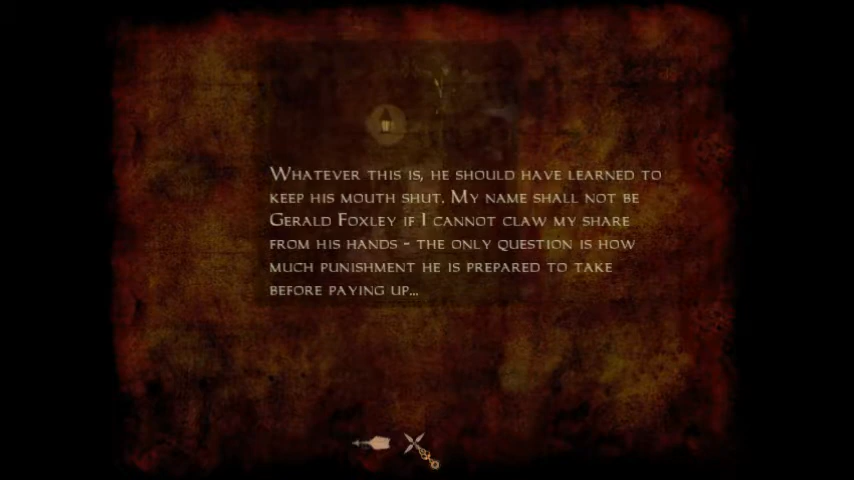 Whatever this is, he should have learned to
keep his mouth shut. My name shall not be
Gerald Foxley if I cannot claw my share
from his hands - the only question is how
much punishment he is prepared to take
before paying up...